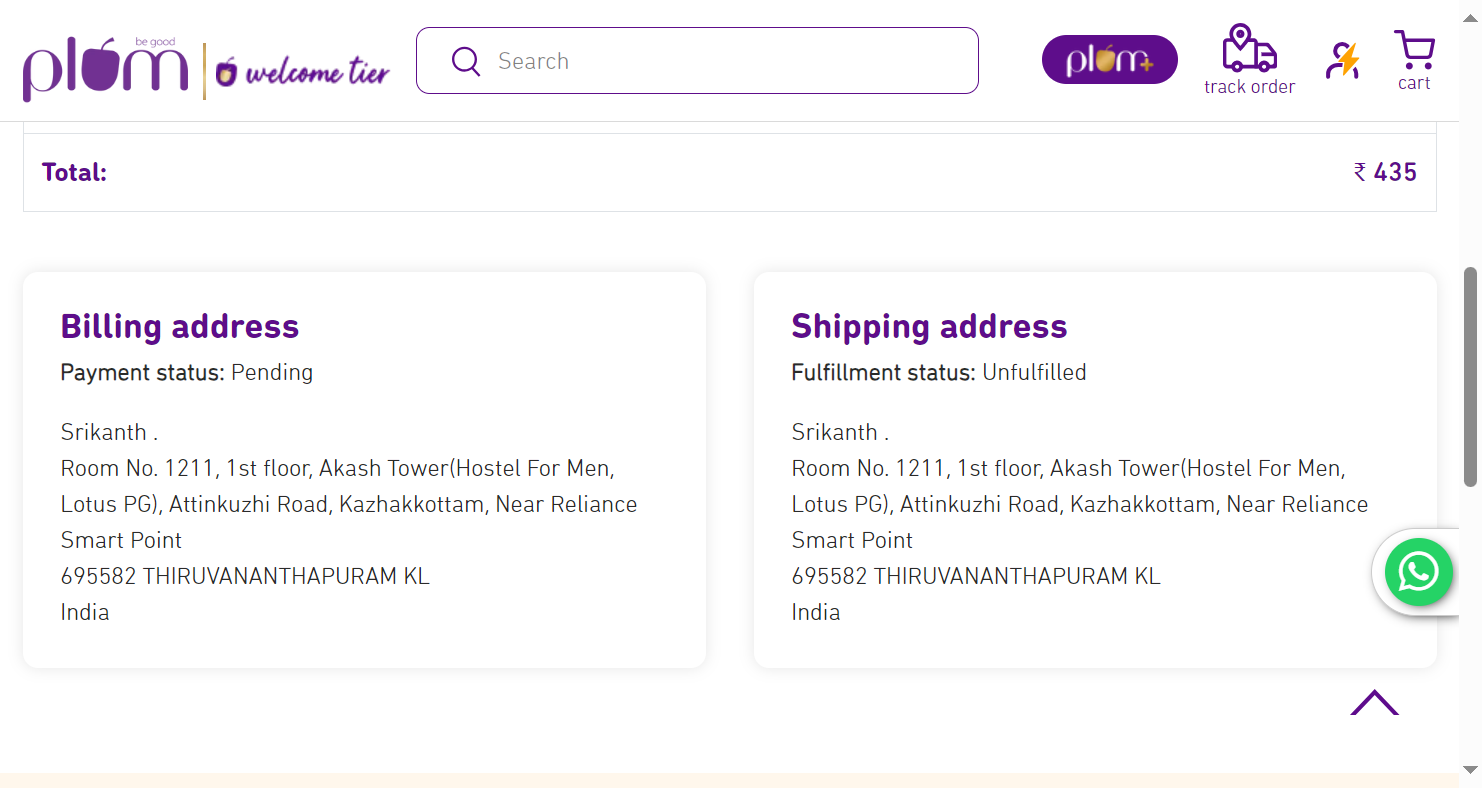 be good
plum
welcome tier
Search
plum+
track order
cart
Total:
₹ 435
Billing address
Payment status: Pending
Srikanth .
Room No. 1211, 1st floor, Akash Tower(Hostel For Men,
Lotus PG), Attinkuzhi Road, Kazhakkottam, Near Reliance
Smart Point
695582 THIRUVANANTHAPURAM KL
India
Shipping address
Fulfillment status: Unfulfilled
Srikanth .
Room No. 1211, 1st floor, Akash Tower(Hostel For Men,
Lotus PG), Attinkuzhi Road, Kazhakkottam, Near Reliance
Smart Point
695582 THIRUVANANTHAPURAM KL
India